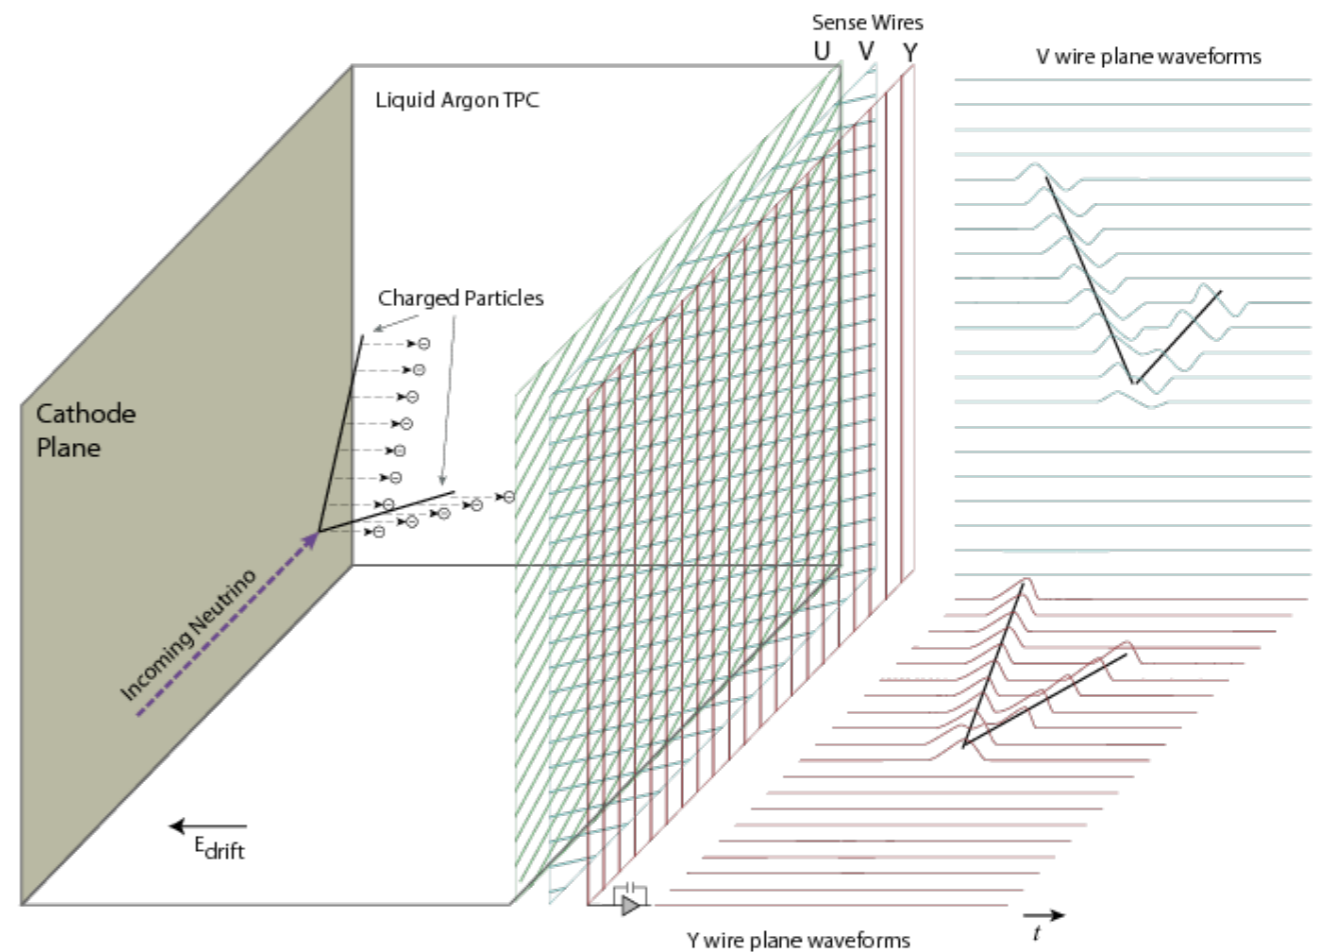 Sense Wires
U V Y
V wire plane waveforms
Liquid Argon TPC
Charged Particles
Cathode
Plane
Incoming Neutrino
Edrift
t
Y wire plane waveforms